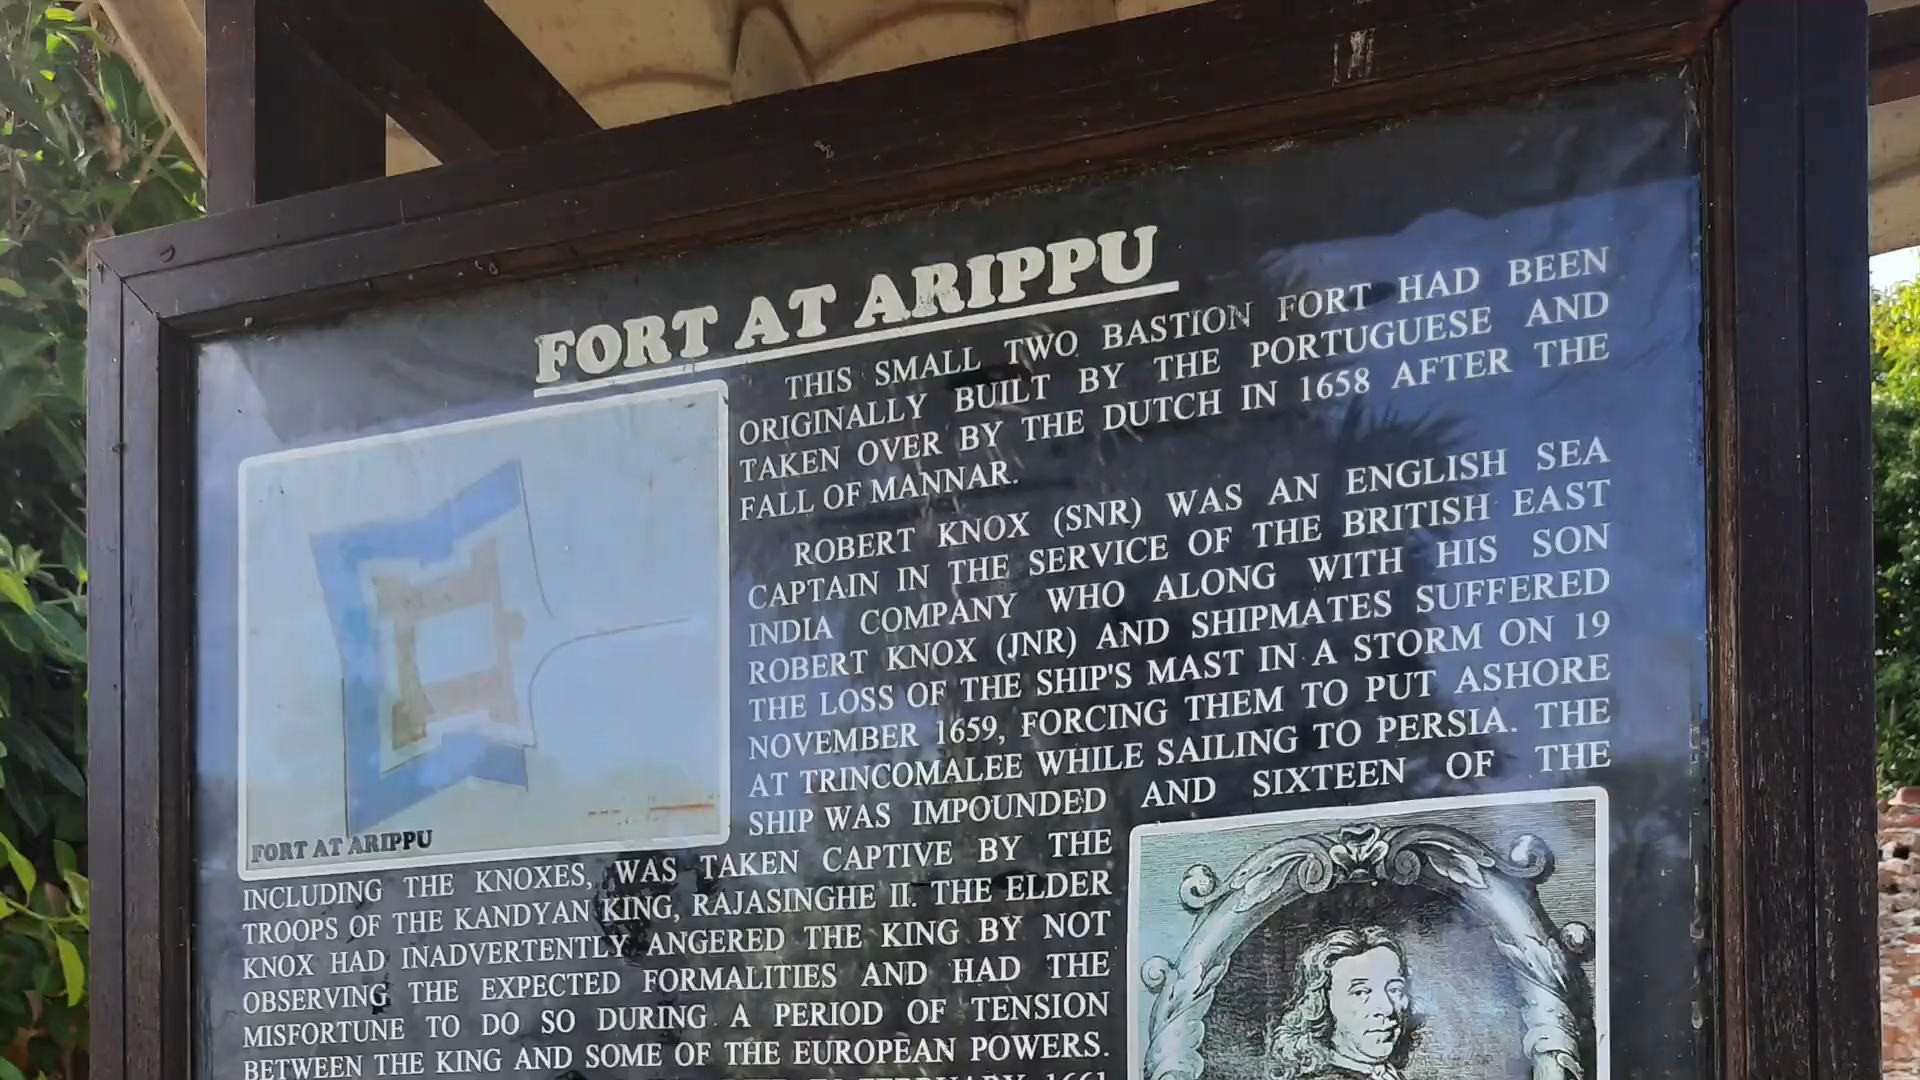 FORT AT ARIPPU
THIS SMALL TWO BASTION FORT HAD BEEN
ORIGINALLY BUILT BY THE PORTUGUESE AND
TAKEN OVER BY THE DUTCH IN 1658 AFTER THE
FALL OF MANNAR.
ROBERT KNOX (SNR) WAS AN ENGLISH SEA
CAPTAIN IN THE SERVICE OF THE BRITISH EAST
INDIA COMPANY WHO ALONG WITH HIS SON
ROBERT KNOX (JNR) AND SHIPMATES SUFFERED
THE LOSS OF THE SHIP'S MAST IN A STORM ON 19
NOVEMBER 1659, FORCING THEM TO PUT ASHORE
AT TRINCOMALEE WHILE SAILING TO PERSIA. THE
SHIP WAS IMPOUNDED AND SIXTEEN OF THE
FORT AT ARIPPU
INCLUDING THE KNOXES, WAS TAKEN CAPTIVE BY THE
TROOPS OF THE KANDYAN KING, RAJASINGHE II. THE ELDER
KNOX HAD INADVERTENTLY ANGERED THE KING BY NOT
OBSERVING THE EXPECTED FORMALITIES AND HAD THE
MISFORTUNE TO DO SO DURING A PERIOD OF TENSION
BETWEEN THE KING AND SOME OF THE EUROPEAN POWERS.
FEBRUARY 1661